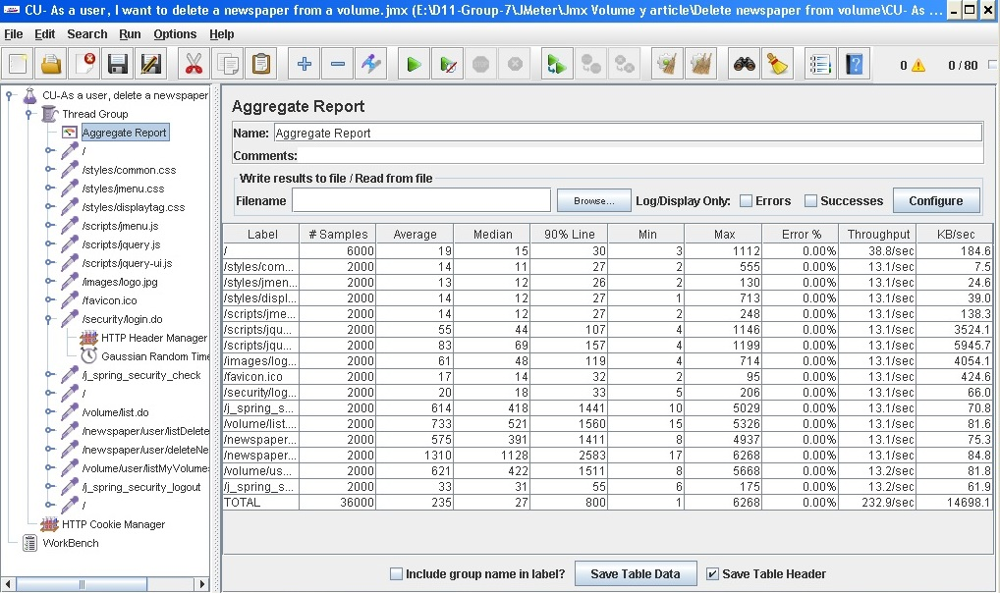 CU- As a user, I want to delete a newspaper from a volume.jmx (E:\D11-Group-7\JMeter\Jmx Volume y article\Delete newspaper from volume\CU- As ...
File Edit Search Run Options Help
0 0 / 80
CU-As a user, delete a newspaper
Thread Group
Aggregate Report
/
/styles/common.css
/styles/jmenu.css
/styles/displaytag.css
/scripts/jmenu.js
/scripts/jquery.js
/scripts/jquery-ui.js
/images/logo.jpg
/favicon.ico
/security/login.do
HTTP Header Manager
Gaussian Random Time
/j_spring_security_check
/
/volume/list.do
/newspaper/user/listDelete
/newspaper/user/deleteNe
/volume/user/listMyVolume
/j_spring_security_logout
/
HTTP Cookie Manager
WorkBench
Aggregate Report
Name: Aggregate Report
Comments:
Write results to file / Read from file
Filename Browse... Log/Display Only: Errors Successes Configure
Label # Samples Average Median 90% Line Min Max Error % Throughput KB/sec
/ 6000 19 15 30 3 1112 0.00% 38.8/sec 184.6
/styles/com... 2000 14 11 27 2 555 0.00% 13.1/sec 7.5
/styles/jmen... 2000 13 12 26 2 130 0.00% 13.1/sec 24.6
/styles/displ... 2000 14 12 27 1 713 0.00% 13.1/sec 39.0
/scripts/jme... 2000 14 12 27 2 248 0.00% 13.1/sec 138.3
/scripts/jqu... 2000 55 44 107 4 1146 0.00% 13.1/sec 3524.1
/scripts/jqu... 2000 83 69 157 4 1199 0.00% 13.1/sec 5945.7
/images/log... 2000 61 48 119 4 714 0.00% 13.1/sec 4054.1
/favicon.ico 2000 17 14 32 2 95 0.00% 13.1/sec 424.6
/security/log... 2000 20 18 33 5 206 0.00% 13.1/sec 66.0
/j_spring_s... 2000 614 418 1441 10 5029 0.00% 13.1/sec 70.8
/volume/list.... 2000 733 521 1560 15 5326 0.00% 13.1/sec 81.6
/newspaper... 2000 575 391 1411 8 4937 0.00% 13.1/sec 75.3
/newspaper... 2000 1310 1128 2583 17 6268 0.00% 13.1/sec 84.8
/volume/us... 2000 621 422 1511 8 5668 0.00% 13.2/sec 81.8
/j_spring_s... 2000 33 31 55 6 175 0.00% 13.2/sec 61.9
TOTAL 36000 235 27 800 1 6268 0.00% 232.9/sec 14698.1
Include group name in label? Save Table Data Save Table Header